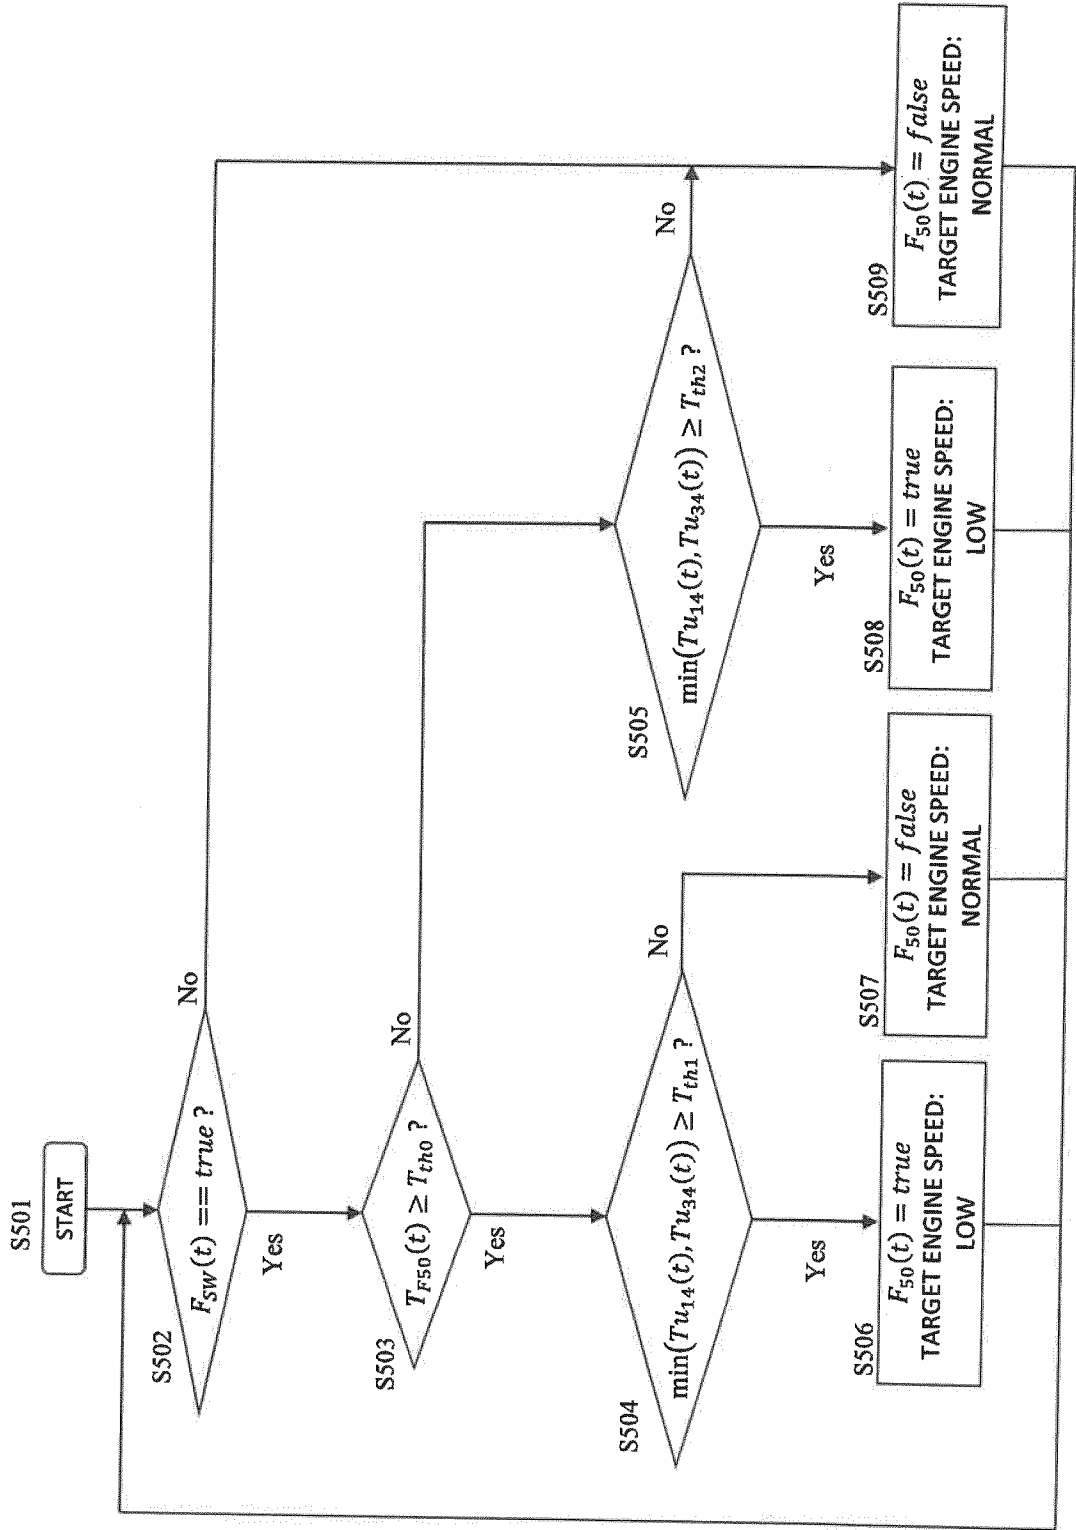 S501
START
S502
F_SW(t) == true ?
No
Yes
S503
T_F50(t) ≥ T_th0 ?
No
Yes
S504
min(Tu_14(t), Tu_34(t)) ≥ T_th1 ?
No
Yes
S505
min(Tu_14(t), Tu_34(t)) ≥ T_th2 ?
No
Yes
S506
F_50(t) = true
TARGET ENGINE SPEED:
LOW
S507
F_50(t) = false
TARGET ENGINE SPEED:
NORMAL
S508
F_50(t) = true
TARGET ENGINE SPEED:
LOW
S509
F_50(t) = false
TARGET ENGINE SPEED:
NORMAL